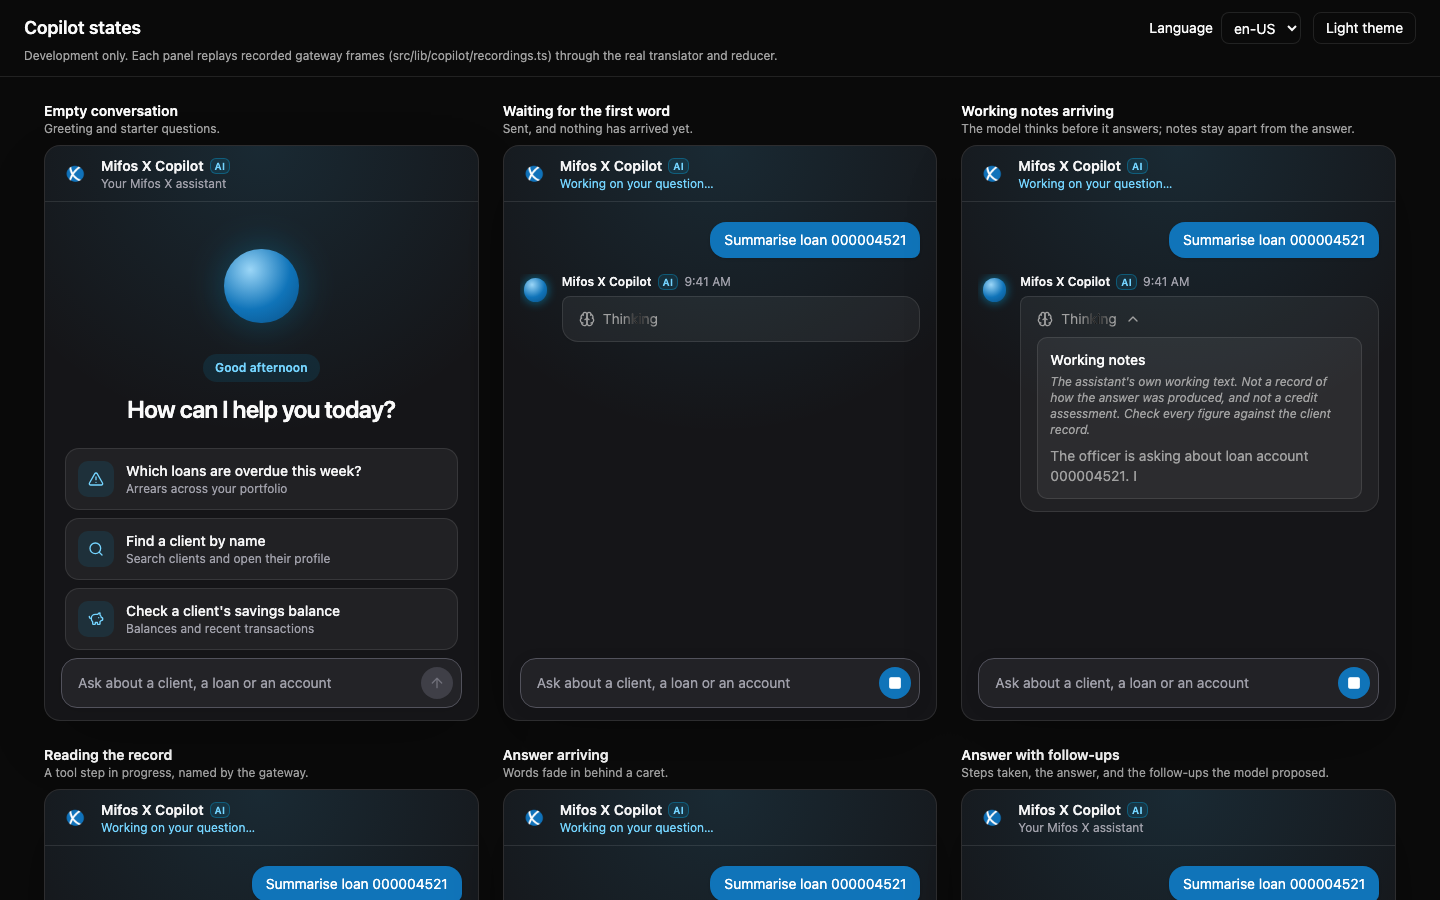 Copilot states
Language en-US Light theme
Development only. Each panel replays recorded gateway frames (src/lib/copilot/recordings.ts) through the real translator and reducer.
Empty conversation
Greeting and starter questions.
Mifos X Copilot AI
Your Mifos X assistant
Good afternoon
How can I help you today?
Which loans are overdue this week?
Arrears across your portfolio
Find a client by name
Search clients and open their profile
Check a client's savings balance
Balances and recent transactions
Ask about a client, a loan or an account
Waiting for the first word
Sent, and nothing has arrived yet.
Mifos X Copilot AI
Working on your question...
Summarise loan 000004521
Mifos X Copilot AI 9:41 AM
Thinking
Ask about a client, a loan or an account
Working notes arriving
The model thinks before it answers; notes stay apart from the answer.
Mifos X Copilot AI
Working on your question...
Summarise loan 000004521
Mifos X Copilot AI 9:41 AM
Thinking
Working notes
The assistant's own working text. Not a record of
how the answer was produced, and not a credit
assessment. Check every figure against the client
record.
The officer is asking about loan account
000004521. I
Ask about a client, a loan or an account
Reading the record
A tool step in progress, named by the gateway.
Mifos X Copilot AI
Working on your question...
Summarise loan 000004521
Answer arriving
Words fade in behind a caret.
Mifos X Copilot AI
Working on your question...
Summarise loan 000004521
Answer with follow-ups
Steps taken, the answer, and the follow-ups the model proposed.
Mifos X Copilot AI
Your Mifos X assistant
Summarise loan 000004521